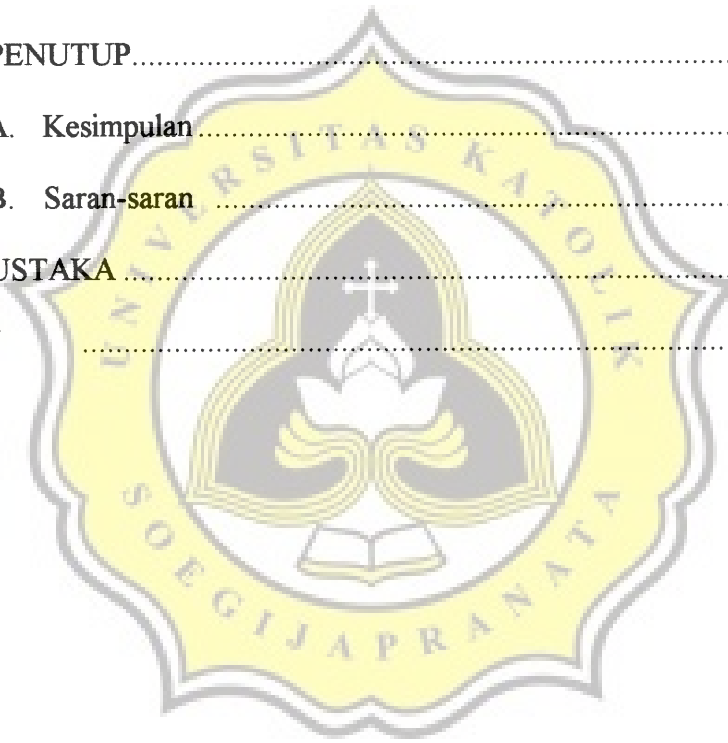 PENUTUP
A. Kesimpulan
B. Saran-saran
USTAKA
UNIVERSITAS KATOLIK
SOEGIJAPRANATA